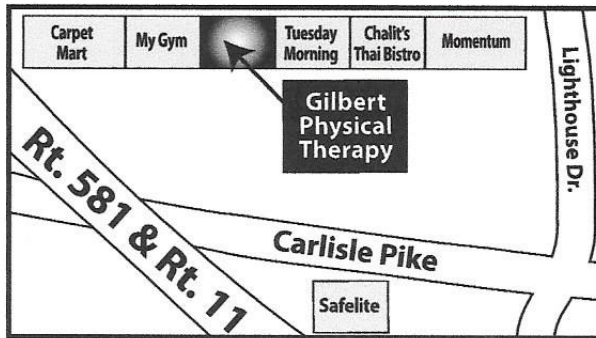 Carpet
Mart
My Gym
Tuesday
Morning
Chalit's
Thai Bistro
Momentum
Gilbert
Physical
Therapy
Lighthouse Dr.
Rt. 581 & Rt. 11
Carlisle Pike
Safelite